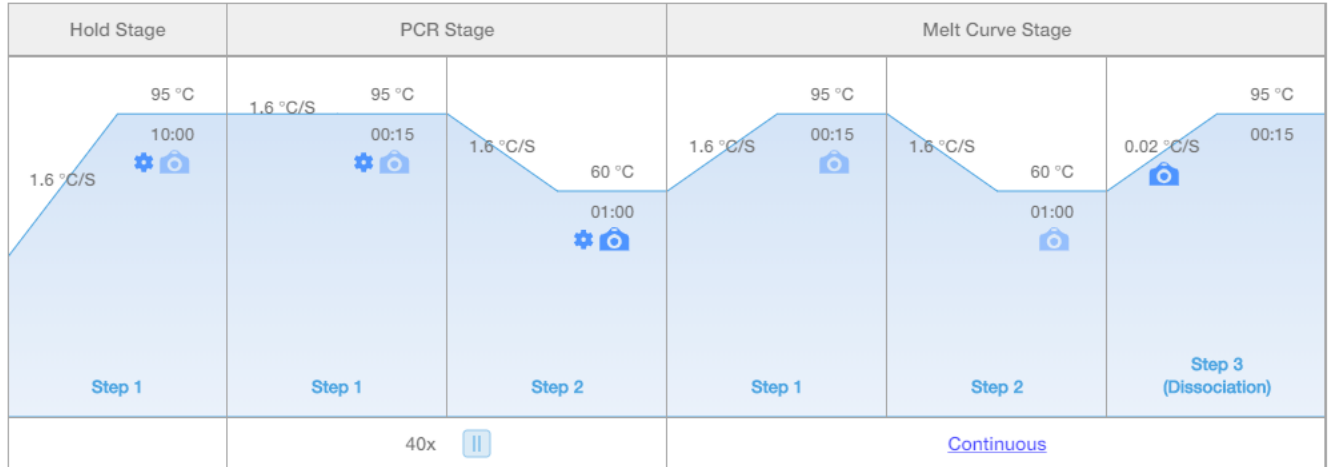 Hold Stage
PCR Stage
Melt Curve Stage
1.6 °C/S
95 °C
10:00
Step 1
1.6 °C/S
95 °C
00:15
Step 1
1.6 °C/S
60 °C
01:00
Step 2
1.6 °C/S
95 °C
00:15
Step 1
1.6 °C/S
60 °C
01:00
Step 2
0.02 °C/S
95 °C
00:15
Step 3
(Dissociation)
40x
Continuous